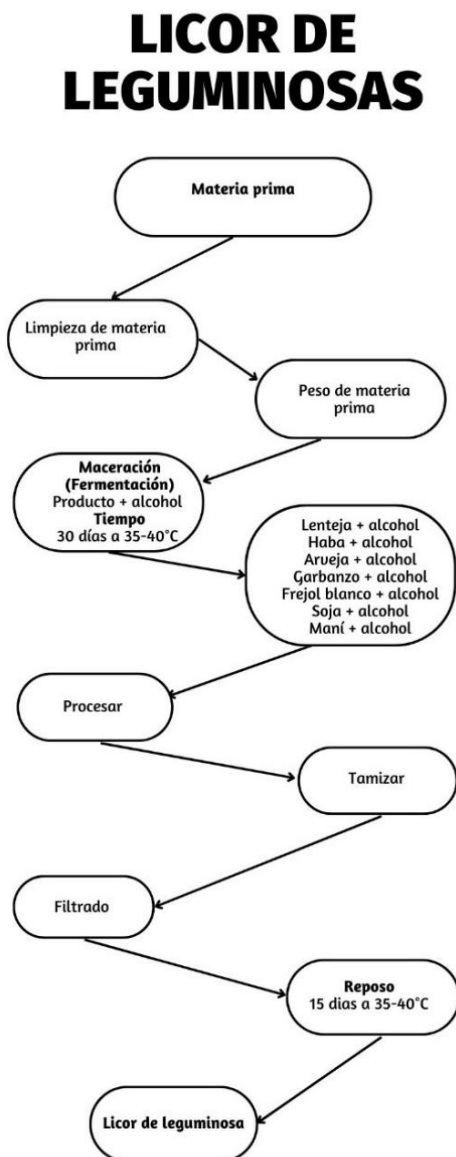 LICOR DE
LEGUMINOSAS
Materia prima
Limpieza de materia
prima
Peso de materia
prima
Maceración
(Fermentación)
Producto + alcohol
Tiempo
30 días a 35-40°C
Lenteja + alcohol
Haba + alcohol
Arveja + alcohol
Garbanzo + alcohol
Frejol blanco + alcohol
Soja + alcohol
Maní + alcohol
Procesar
Tamizar
Filtrado
Reposo
15 dias a 35-40°C
Licor de leguminosa